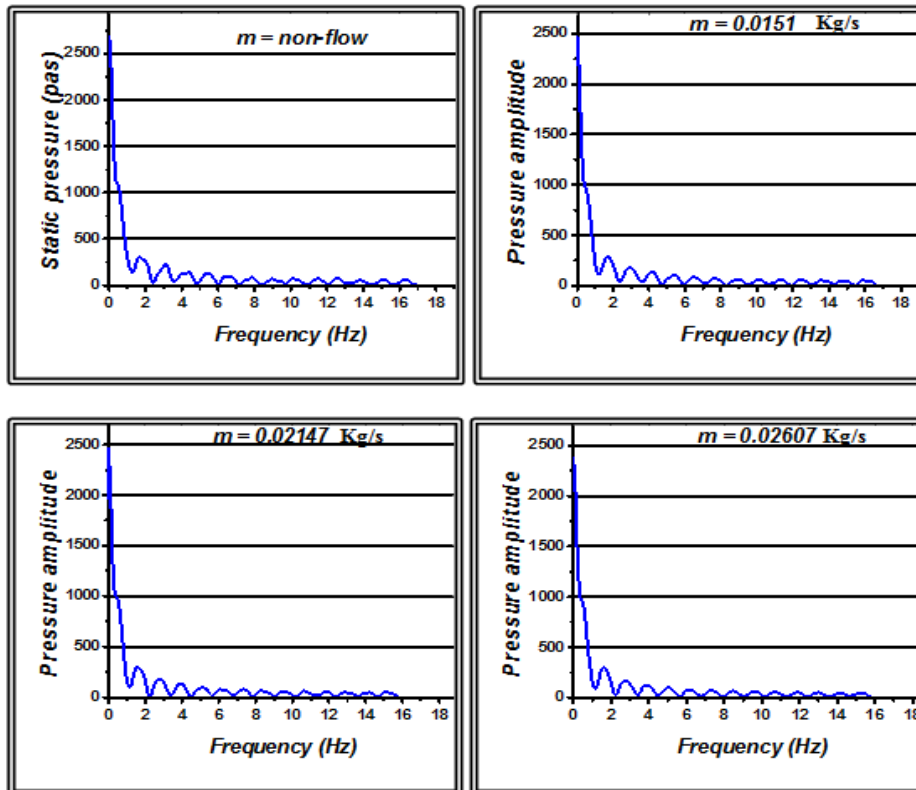 m = non-flow
Static pressure (pas)
2500
2000
1500
1000
500
0
0 2 4 6 8 10 12 14 16 18
Frequency (Hz)
m = 0.0151 Kg/s
Pressure amplitude
2500
2000
1500
1000
500
0
0 2 4 6 8 10 12 14 16 18
Frequency (Hz)
m = 0.02147 Kg/s
Pressure amplitude
2500
2000
1500
1000
500
0
0 2 4 6 8 10 12 14 16 18
Frequency (Hz)
m = 0.02607 Kg/s
Pressure amplitude
2500
2000
1500
1000
500
0
0 2 4 6 8 10 12 14 16 18
Frequency (Hz)